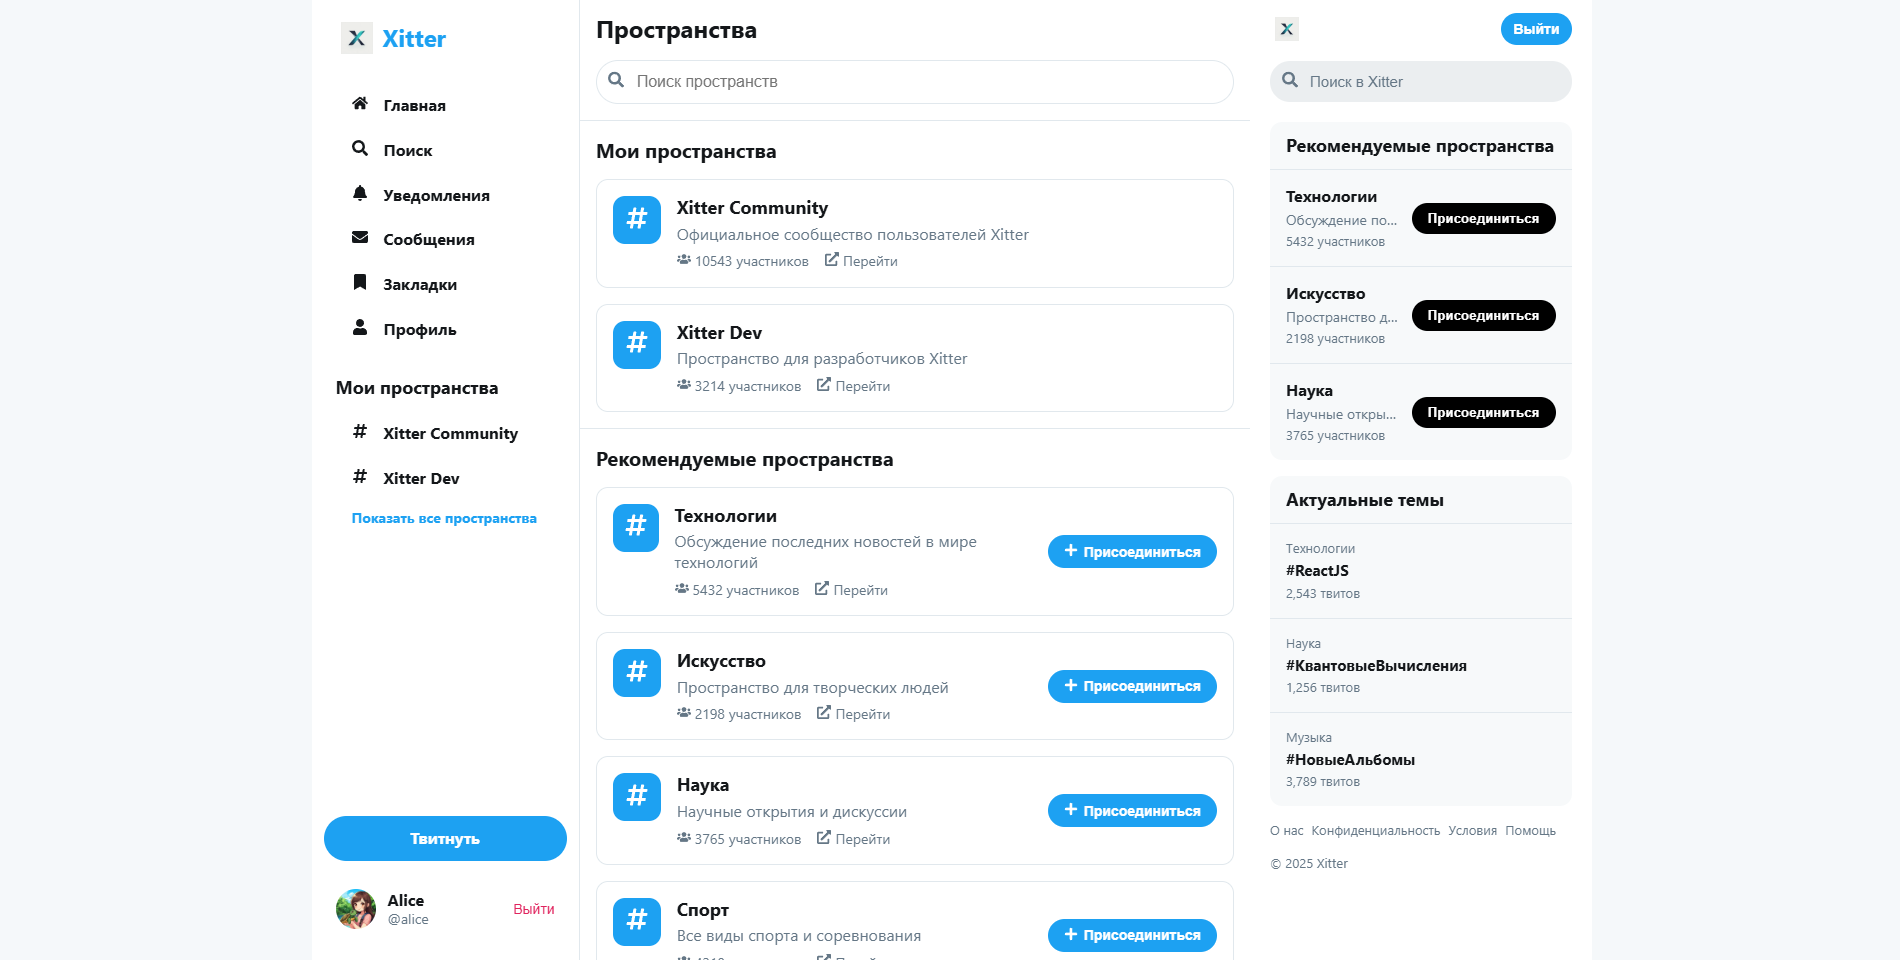 Xitter
Главная
Поиск
Уведомления
Сообщения
Закладки
Профиль
Мои пространства
Xitter Community
Xitter Dev
Показать все пространства
Твитнуть
Alice
@alice
Выйти
Пространства
Поиск пространств
Мои пространства
Xitter Community
Официальное сообщество пользователей Xitter
10543 участников Перейти
Xitter Dev
Пространство для разработчиков Xitter
3214 участников Перейти
Рекомендуемые пространства
Технологии
Обсуждение последних новостей в мире
технологий
5432 участников Перейти
Присоединиться
Искусство
Пространство для творческих людей
2198 участников Перейти
Присоединиться
Наука
Научные открытия и дискуссии
3765 участников Перейти
Присоединиться
Спорт
Все виды спорта и соревнования
Присоединиться
Выйти
Поиск в Xitter
Рекомендуемые пространства
Технологии
Обсуждение по...
5432 участников
Присоединиться
Искусство
Пространство д...
2198 участников
Присоединиться
Наука
Научные откры...
3765 участников
Присоединиться
Актуальные темы
Технологии
#ReactJS
2,543 твитов
Наука
#КвантовыеВычисления
1,256 твитов
Музыка
#НовыеАльбомы
3,789 твитов
О нас Конфиденциальность Условия Помощь
© 2025 Xitter